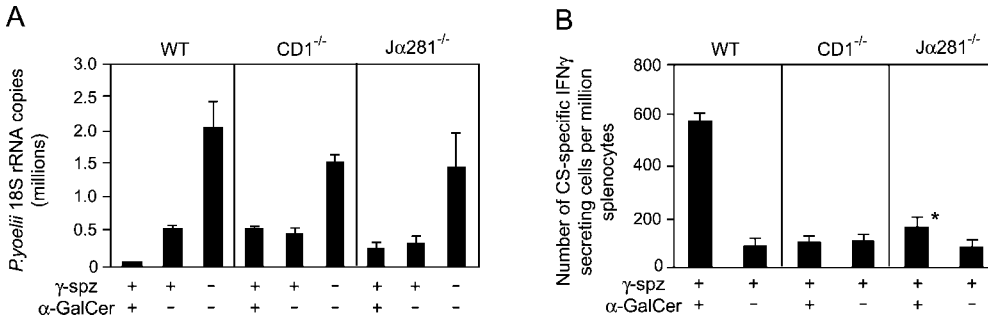 A
WT CD1-/- Jα281-/-
P.yoelii 18S rRNA copies
(millions)
3.0
2.5
2.0
1.5
1.0
0.5
0
γ-spz + + - + + - + + -
α-GalCer + - - + - - + - -
B
WT CD1-/- Jα281-/-
Number of CS-specific IFNγ
secreting cells per million
splenocytes
800
600
400
200
0
*
γ-spz + + + + + +
α-GalCer + - + - + -